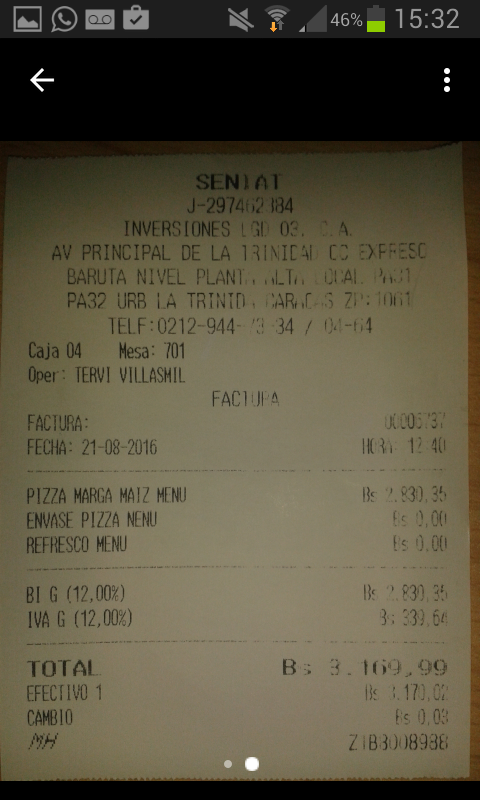 46% 15:32
SENIAT
J-297462384
INVERSIONES LGD 03. C.A.
AV PRINCIPAL DE LA TRINIDAD CC EXPRESO
BARUTA NIVEL PLANTA ALTA LOCAL PA31/
PA32 URB LA TRINIDAD CARACAS ZP:1061
TELF:0212-944- / 04-64
Caja 04 Mesa: 701
Oper: TERVI VILLASMIL
FACTURA
FACTURA: 00005737
FECHA: 21-08-2016 HORA: 12:40
PIZZA MARGA MAIZ MENU Bs 2.830,35
ENVASE PIZZA NENU Bs 0,00
REFRESCO MENU Bs 0,00
BI G (12,00%) Bs 2.830,35
IVA G (12,00%) Bs 339,64
TOTAL Bs 3.169,99
EFECTIVO 1 Bs 3.170,02
CAMBIO Bs 0,03
MH Z1B8008988